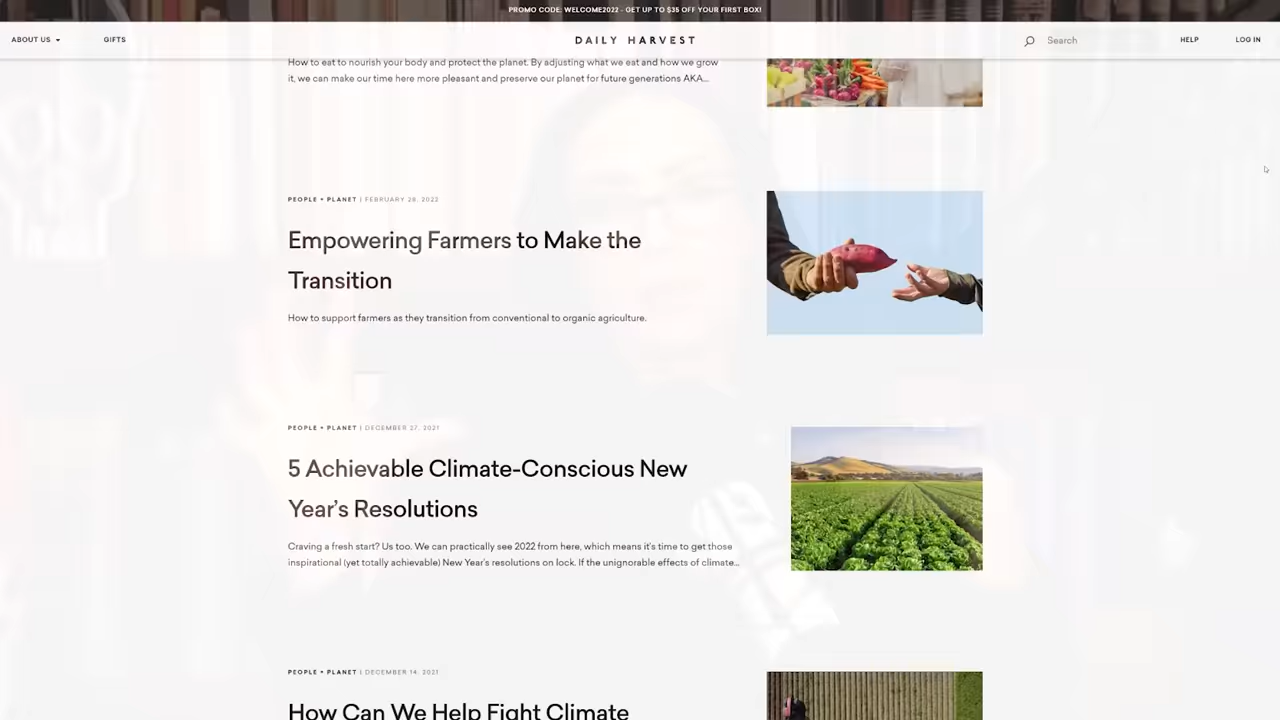 PROMO CODE: WELCOME2022 - GET UP TO $35 OFF YOUR FIRST BOX!
ABOUT US
GIFTS
DAILY HARVEST
Search
HELP
LOG IN
How to eat to nourish your body and protect the planet. By adjusting what we eat and how we grow
it, we can make our time here more pleasant and preserve our planet for future generations AKA...
PEOPLE + PLANET | FEBRUARY 28, 2022
Empowering Farmers to Make the
Transition
How to support farmers as they transition from conventional to organic agriculture.
PEOPLE + PLANET | DECEMBER 27, 2021
5 Achievable Climate-Conscious New
Year's Resolutions
Craving a fresh start? Us too. We can practically see 2022 from here, which means it's time to get those
inspirational (yet totally achievable) New Year's resolutions on lock. If the unignorable effects of climate...
PEOPLE + PLANET | DECEMBER 14, 2021
How Can We Help Fight Climate